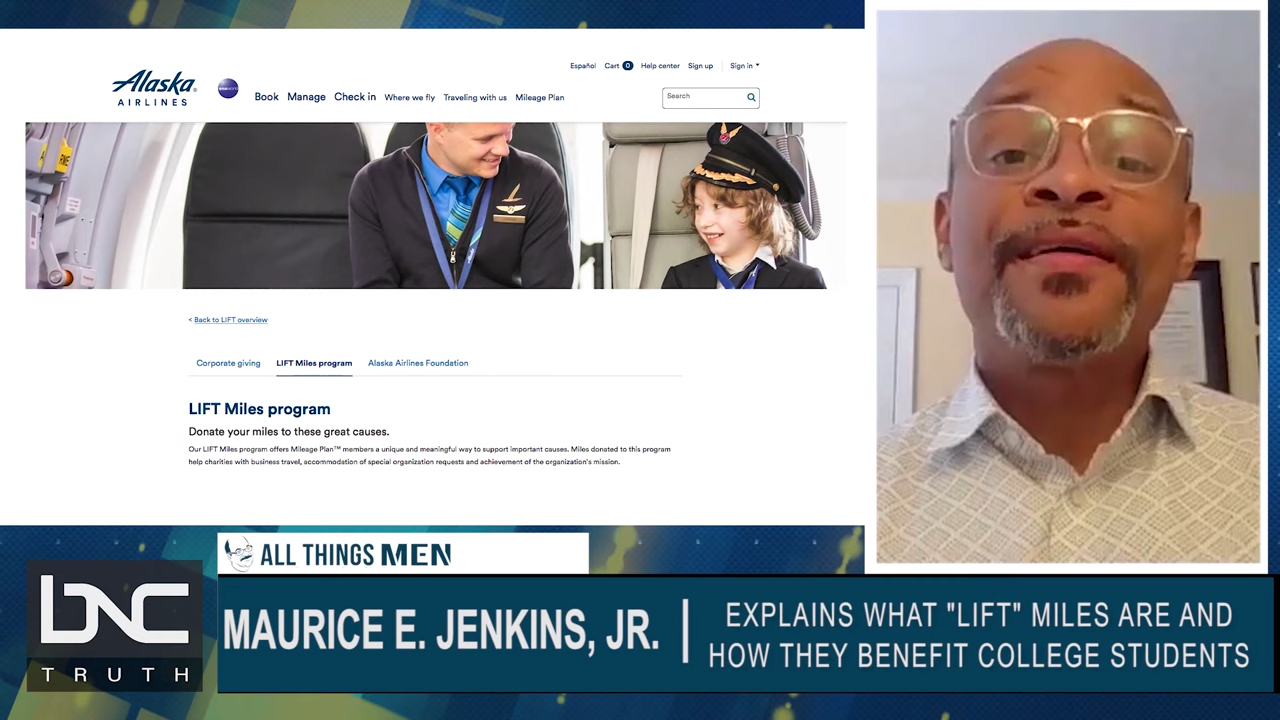 Español Cart 0 Help center Sign up Sign in
Alaska
AIRLINES
oneworld
Book Manage Check in Where we fly Traveling with us Mileage Plan
Search
< Back to LIFT overview
Corporate giving LIFT Miles program Alaska Airlines Foundation
LIFT Miles program
Donate your miles to these great causes.
Our LIFT Miles program offers Mileage Plan™ members a unique and meaningful way to support important causes. Miles donated to this program
help charities with business travel, accommodation of special organization requests and achievement of the organization's mission.
ALL THINGS MEN
BNC
TRUTH
MAURICE E. JENKINS, JR.
EXPLAINS WHAT "LIFT" MILES ARE AND
HOW THEY BENEFIT COLLEGE STUDENTS